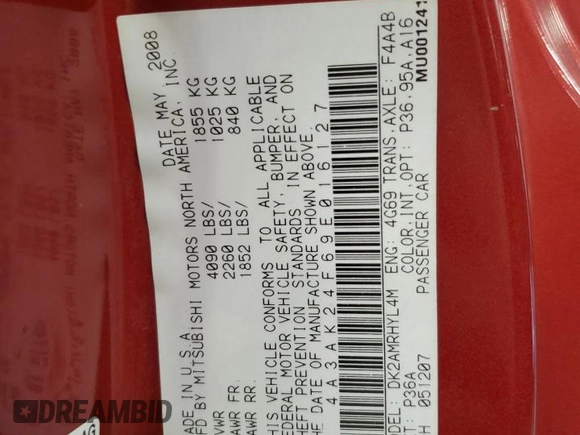 ADE IN U.S.A DATE MAY 2008
FD BY MITSUBISHI MOTORS NORTH AMERICA, INC.
VWR 4090 LBS/ 1855 KG
AWR FR. 2260 LBS/ 1025 KG
AWR RR. 1852 LBS/ 840 KG
HIS VEHICLE CONFORMS TO ALL APPLICABLE
EDERAL MOTOR VEHICLE SAFETY, BUMPER, AND
HEFT PREVENTION STANDARDS IN EFFECT ON
HE DATE OF MANUFACTURE SHOWN ABOVE.
4A3AK24F69E016127
MODEL: DK2AMRHYL4M ENG: 4G69 TRANS.AXLE: F4A4B
PT: P36A COLOR.INT.OPT: P36.95A.A16
H 051207 PASSENGER CAR MU001241
DREAMBID